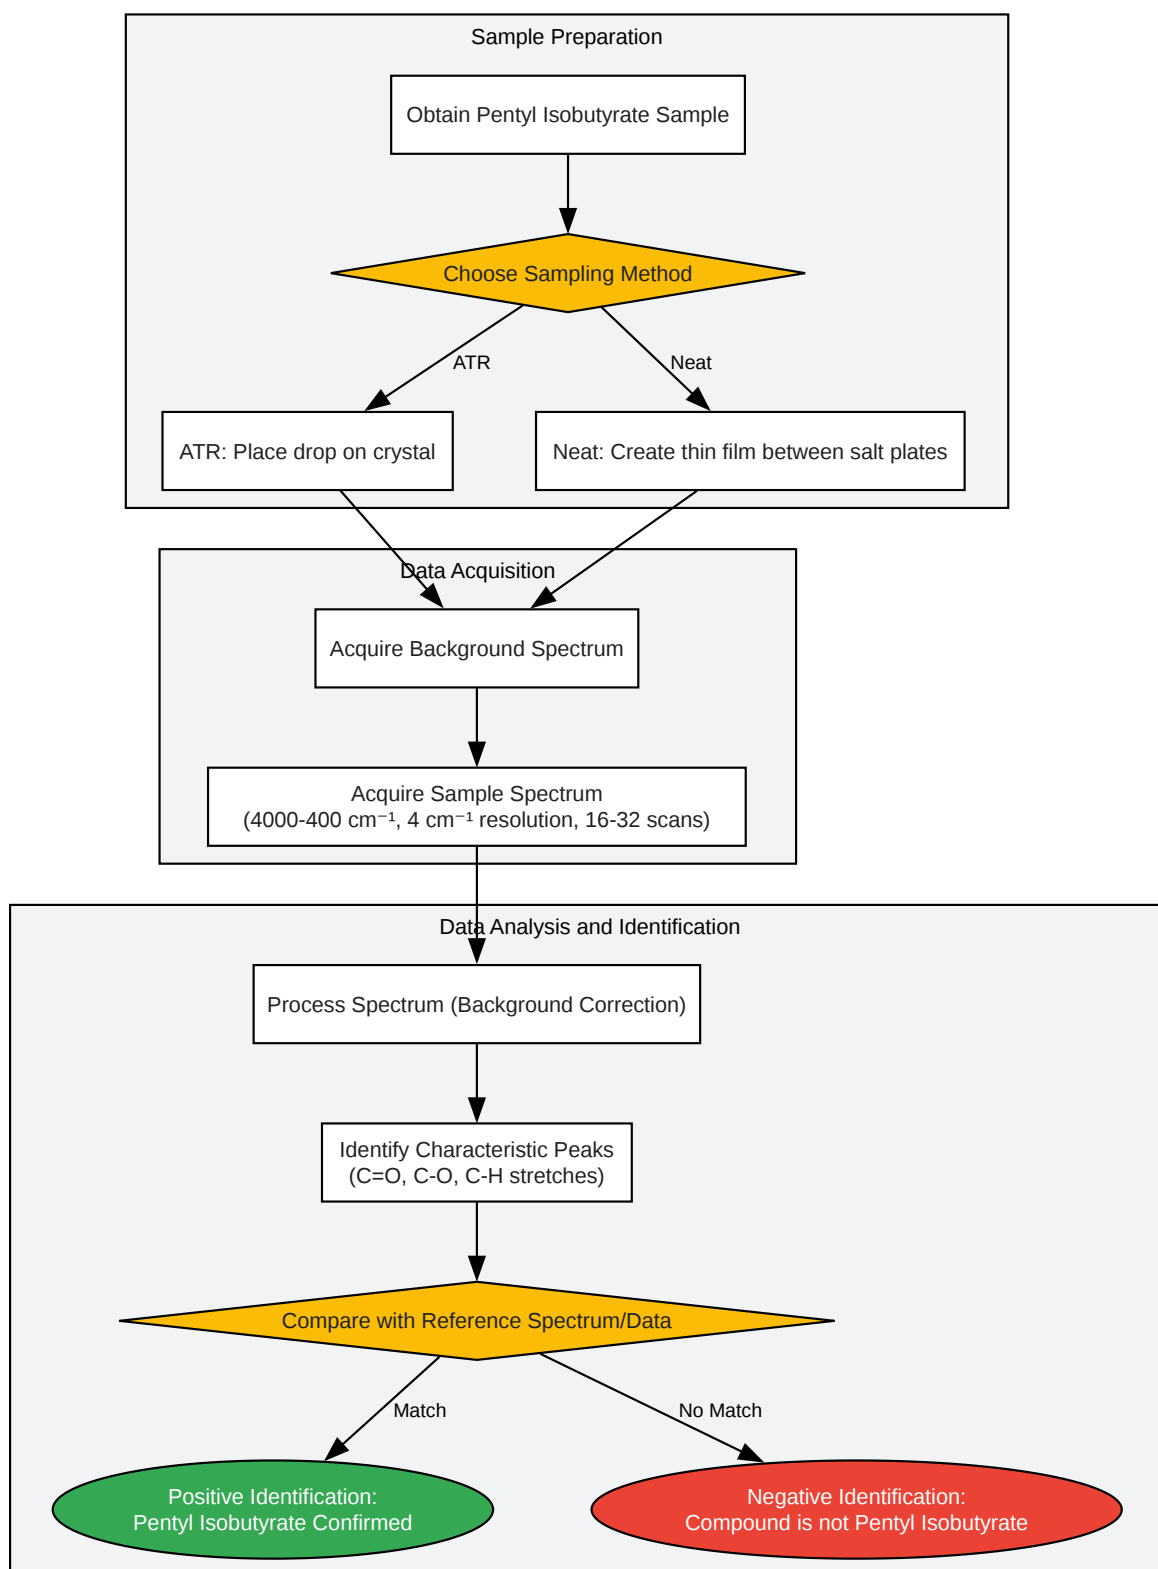 Sample Preparation
Obtain Pentyl Isobutyrate Sample
Choose Sampling Method
ATR
Neat
ATR: Place drop on crystal
Neat: Create thin film between salt plates
Data Acquisition
Acquire Background Spectrum
Acquire Sample Spectrum
(4000-400 cm⁻¹, 4 cm⁻¹ resolution, 16-32 scans)
Data Analysis and Identification
Process Spectrum (Background Correction)
Identify Characteristic Peaks
(C=O, C-O, C-H stretches)
Compare with Reference Spectrum/Data
Match
No Match
Positive Identification:
Pentyl Isobutyrate Confirmed
Negative Identification:
Compound is not Pentyl Isobutyrate